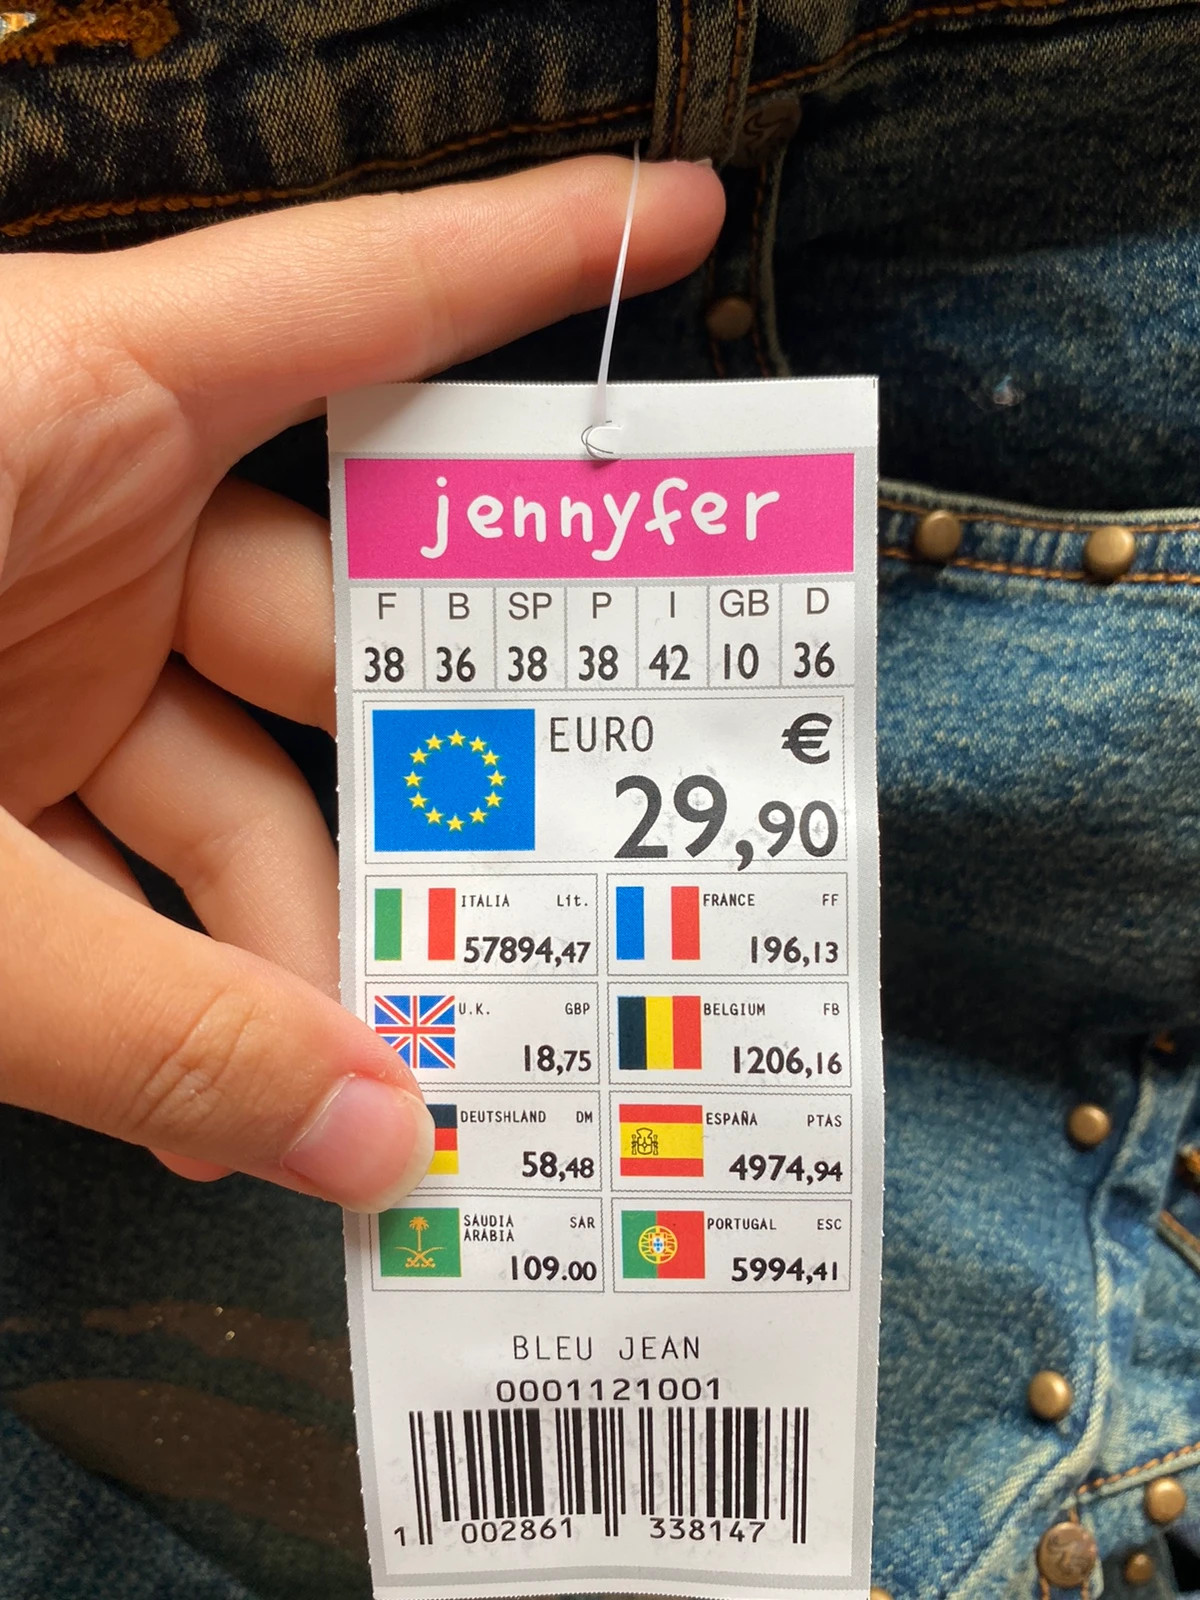 jennyfer
F B SP P I GB D
38 36 38 38 42 10 36
EURO €
29,90
ITALIA Lit.
57894,47
FRANCE FF
196,13
U.K. GBP
18,75
BELGIUM FB
1206,16
DEUTSHLAND DM
58,48
ESPAÑA PTAS
4974,94
SAUDIA SAR
ARABIA
109.00
PORTUGAL ESC
5994,41
BLEU JEAN
0001121001
1 002861 338147